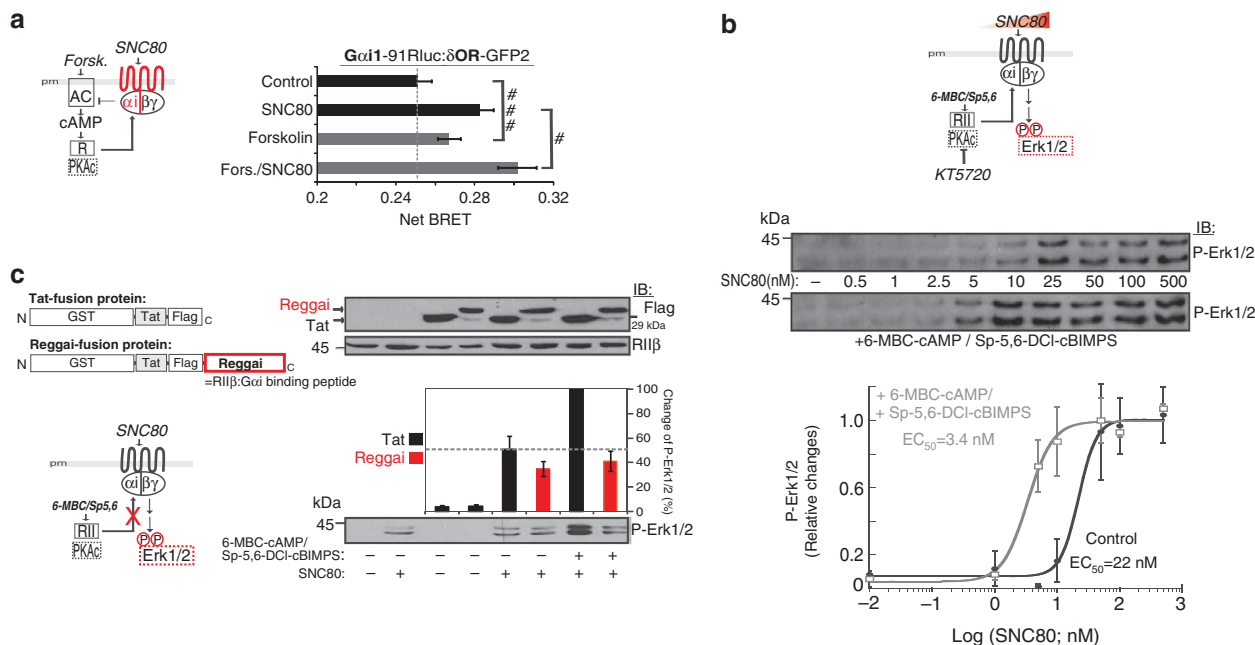 a
SNC80
Forsk.
pm
AC
αi βγ
cAMP
R
PKAc
Gαi1-91Rluc:δOR-GFP2
Control
SNC80
Forskolin
Fors./SNC80
#
#
#
#
0.2 0.24 0.28 0.32
Net BRET
b
SNC80
pm
αi βγ
6-MBC/Sp5,6
RII
PKAc
P P
Erk1/2
KT5720
kDa
IB:
45
P-Erk1/2
SNC80(nM): – 0.5 1 2.5 5 10 25 50 100 500
45
P-Erk1/2
+6-MBC-cAMP / Sp-5,6-DCl-cBIMPS
+ 6-MBC-cAMP/
+ Sp-5,6-DCl-cBIMPS
EC50=3.4 nM
Control
EC50=22 nM
P-Erk1/2
(Relative changes)
1.0
0.6
0.2
0
–2 –1 0 1 2 3
Log (SNC80; nM)
c
Tat-fusion protein:
N GST Tat Flag C
Reggai-fusion protein:
N GST Tat Flag Reggai C
=RIIβ:Gαi binding peptide
SNC80
pm
αi βγ
6-MBC/Sp5,6
X
RII
PKAc
P P
Erk1/2
IB:
Reggai
Flag
Tat
29 kDa
45
RIIβ
Tat
Reggai
100
80
60
40
20
0
Change of
P-Erk1/2 (%)
kDa
45
P-Erk1/2
6-MBC-cAMP/
Sp-5,6-DCl-cBIMPS: – – – – – – + +
SNC80: – + – – + + + +